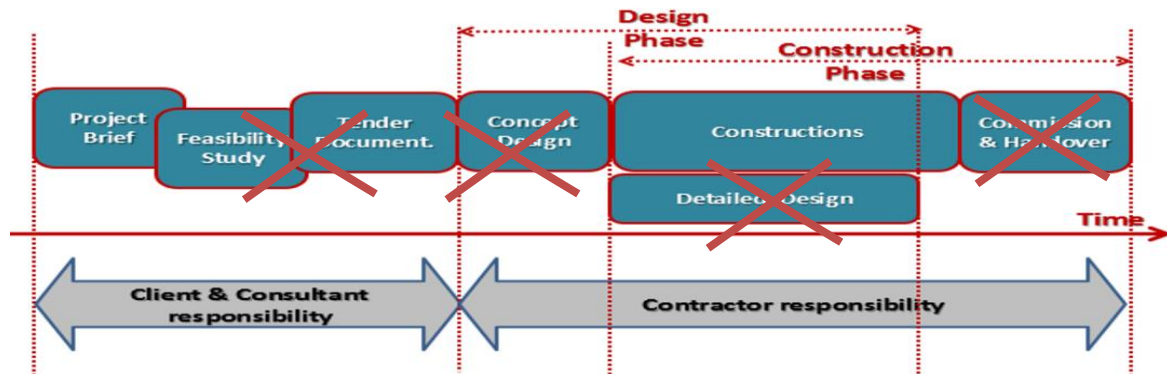 Design
Phase
Construction
Phase
Project
Brief
Feasibility
Study
Tender
Document.
Concept
Design
Constructions
Commission
& Handover
Detailed Design
Time
Client & Consultant
responsibility
Contractor responsibility